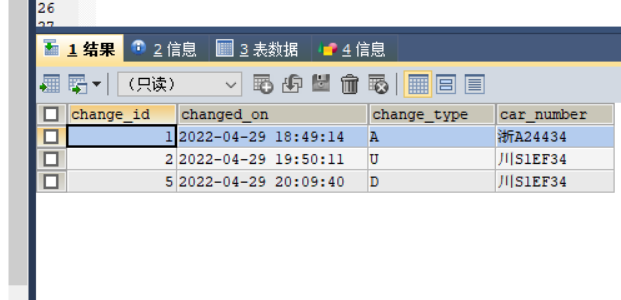 26
27
1 结果 2 信息 3 表数据 4 信息
（只读）
change_id changed_on change_type car_number
1 2022-04-29 18:49:14 A 浙A24434
2 2022-04-29 19:50:11 U 川S1EF34
5 2022-04-29 20:09:40 D 川S1EF34